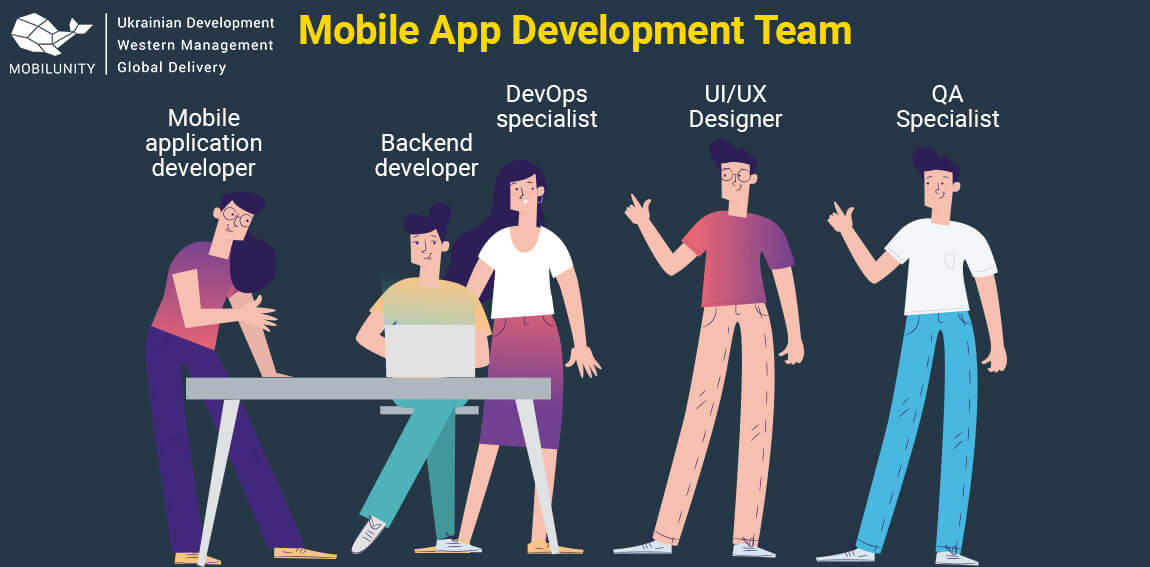 MOBILUNITY
Ukrainian Development
Western Management
Global Delivery
Mobile App Development Team
Mobile
application
developer
Backend
developer
DevOps
specialist
UI/UX
Designer
QA
Specialist